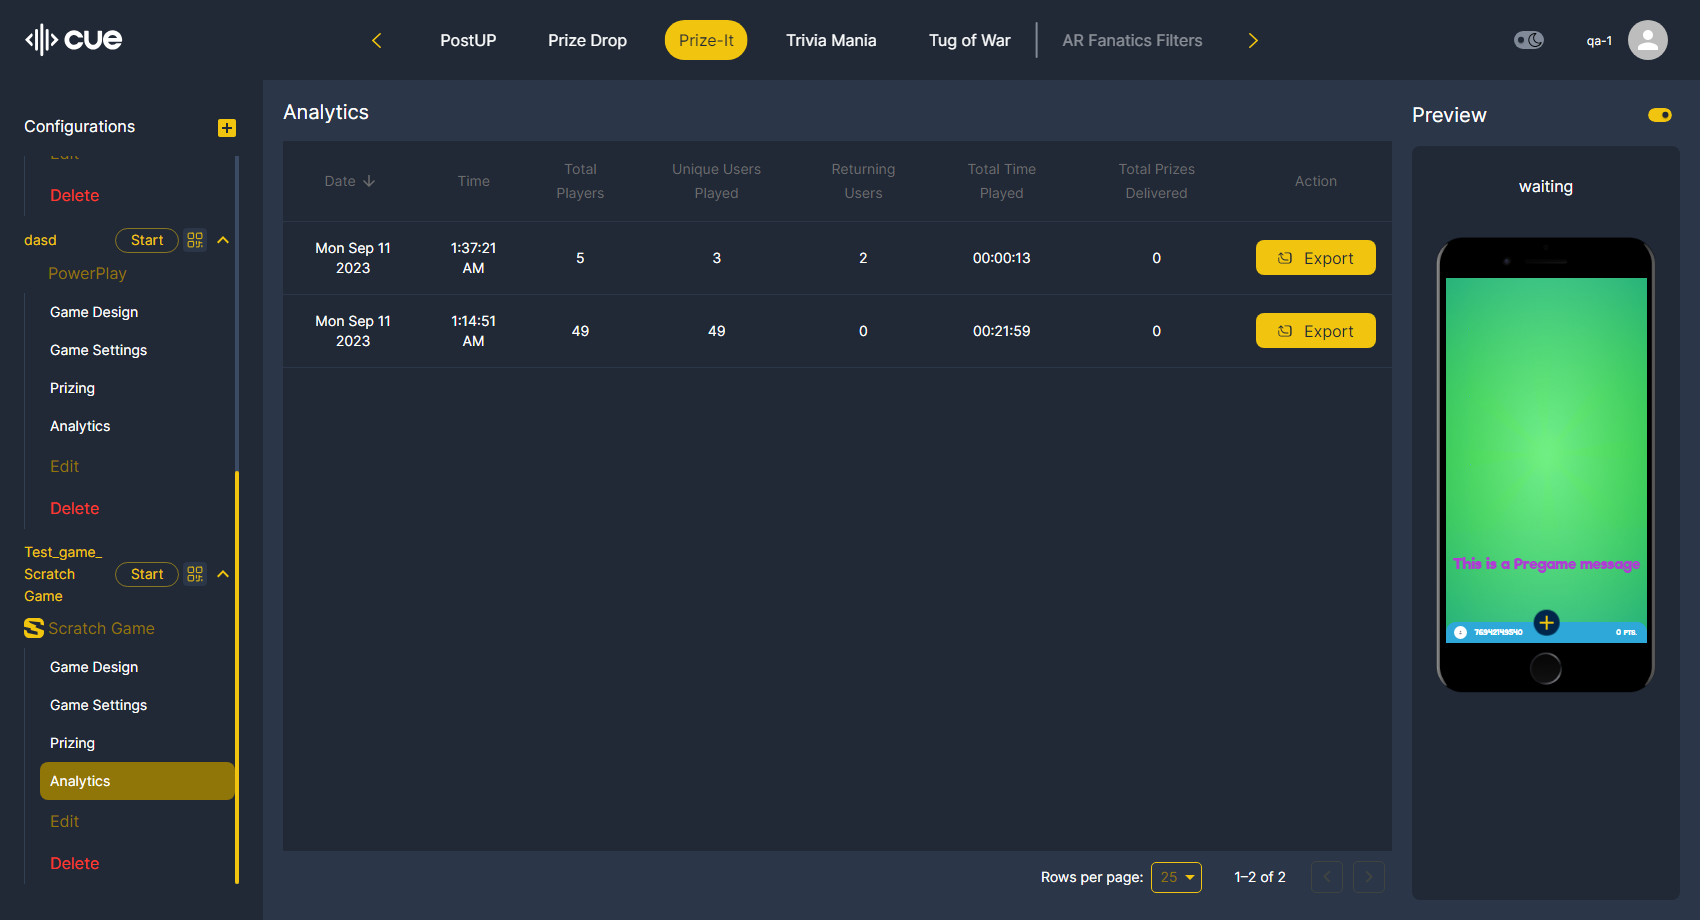 cue
PostUP
Prize Drop
Prize-It
Trivia Mania
Tug of War
AR Fanatics Filters
qa-1
Configurations
Edit
Delete
dasd
Start
PowerPlay
Game Design
Game Settings
Prizing
Analytics
Edit
Delete
Test_game_
Scratch
Game
Start
Scratch Game
Game Design
Game Settings
Prizing
Analytics
Edit
Delete
Analytics
Date
Time
Total
Players
Unique Users
Played
Returning
Users
Total Time
Played
Total Prizes
Delivered
Action
Mon Sep 11
2023
1:37:21
AM
5
3
2
00:00:13
0
Export
Mon Sep 11
2023
1:14:51
AM
49
49
0
00:21:59
0
Export
Rows per page:
25
1–2 of 2
Preview
waiting
This is a Pregame message
76942149540
0 PTS.